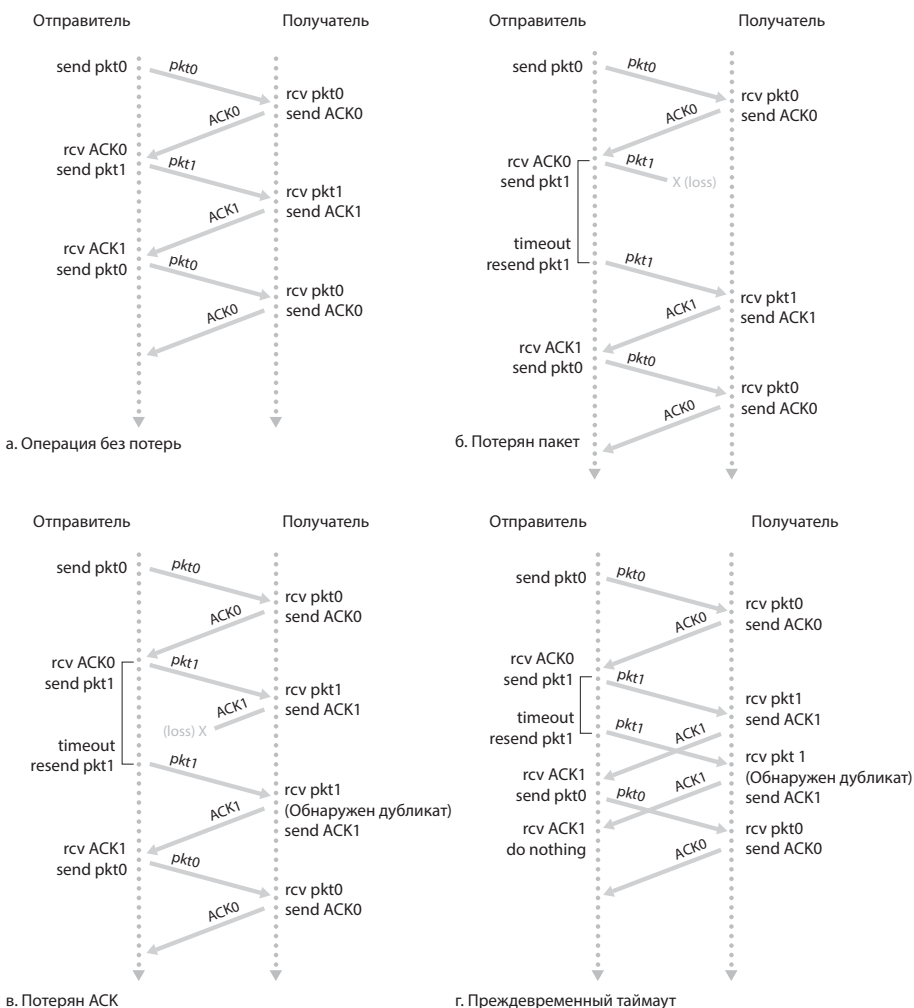 Отправитель
Получатель
send pkt0
pkt0
rcv pkt0
send ACK0
ACK0
rcv ACK0
send pkt1
pkt1
rcv pkt1
send ACK1
ACK1
rcv ACK1
send pkt0
pkt0
rcv pkt0
send ACK0
ACK0
а. Операция без потерь
Отправитель
Получатель
send pkt0
pkt0
rcv pkt0
send ACK0
ACK0
rcv ACK0
send pkt1
pkt1
X (loss)
timeout
resend pkt1
pkt1
rcv pkt1
send ACK1
ACK1
rcv ACK1
send pkt0
pkt0
rcv pkt0
send ACK0
ACK0
б. Потерян пакет
Отправитель
Получатель
send pkt0
pkt0
rcv pkt0
send ACK0
ACK0
rcv ACK0
send pkt1
pkt1
rcv pkt1
send ACK1
ACK1
(loss) X
timeout
resend pkt1
pkt1
rcv pkt1
(Обнаружен дубликат)
send ACK1
ACK1
rcv ACK1
send pkt0
pkt0
rcv pkt0
send ACK0
ACK0
в. Потерян ACK
Отправитель
Получатель
send pkt0
pkt0
rcv pkt0
send ACK0
ACK0
rcv ACK0
send pkt1
pkt1
rcv pkt1
send ACK1
timeout
resend pkt1
pkt1
ACK1
rcv pkt 1
(Обнаружен дубликат)
send ACK1
rcv ACK1
send pkt0
pkt0
ACK1
rcv ACK1
do nothing
rcv pkt0
send ACK0
ACK0
г. Преждевременный таймаут